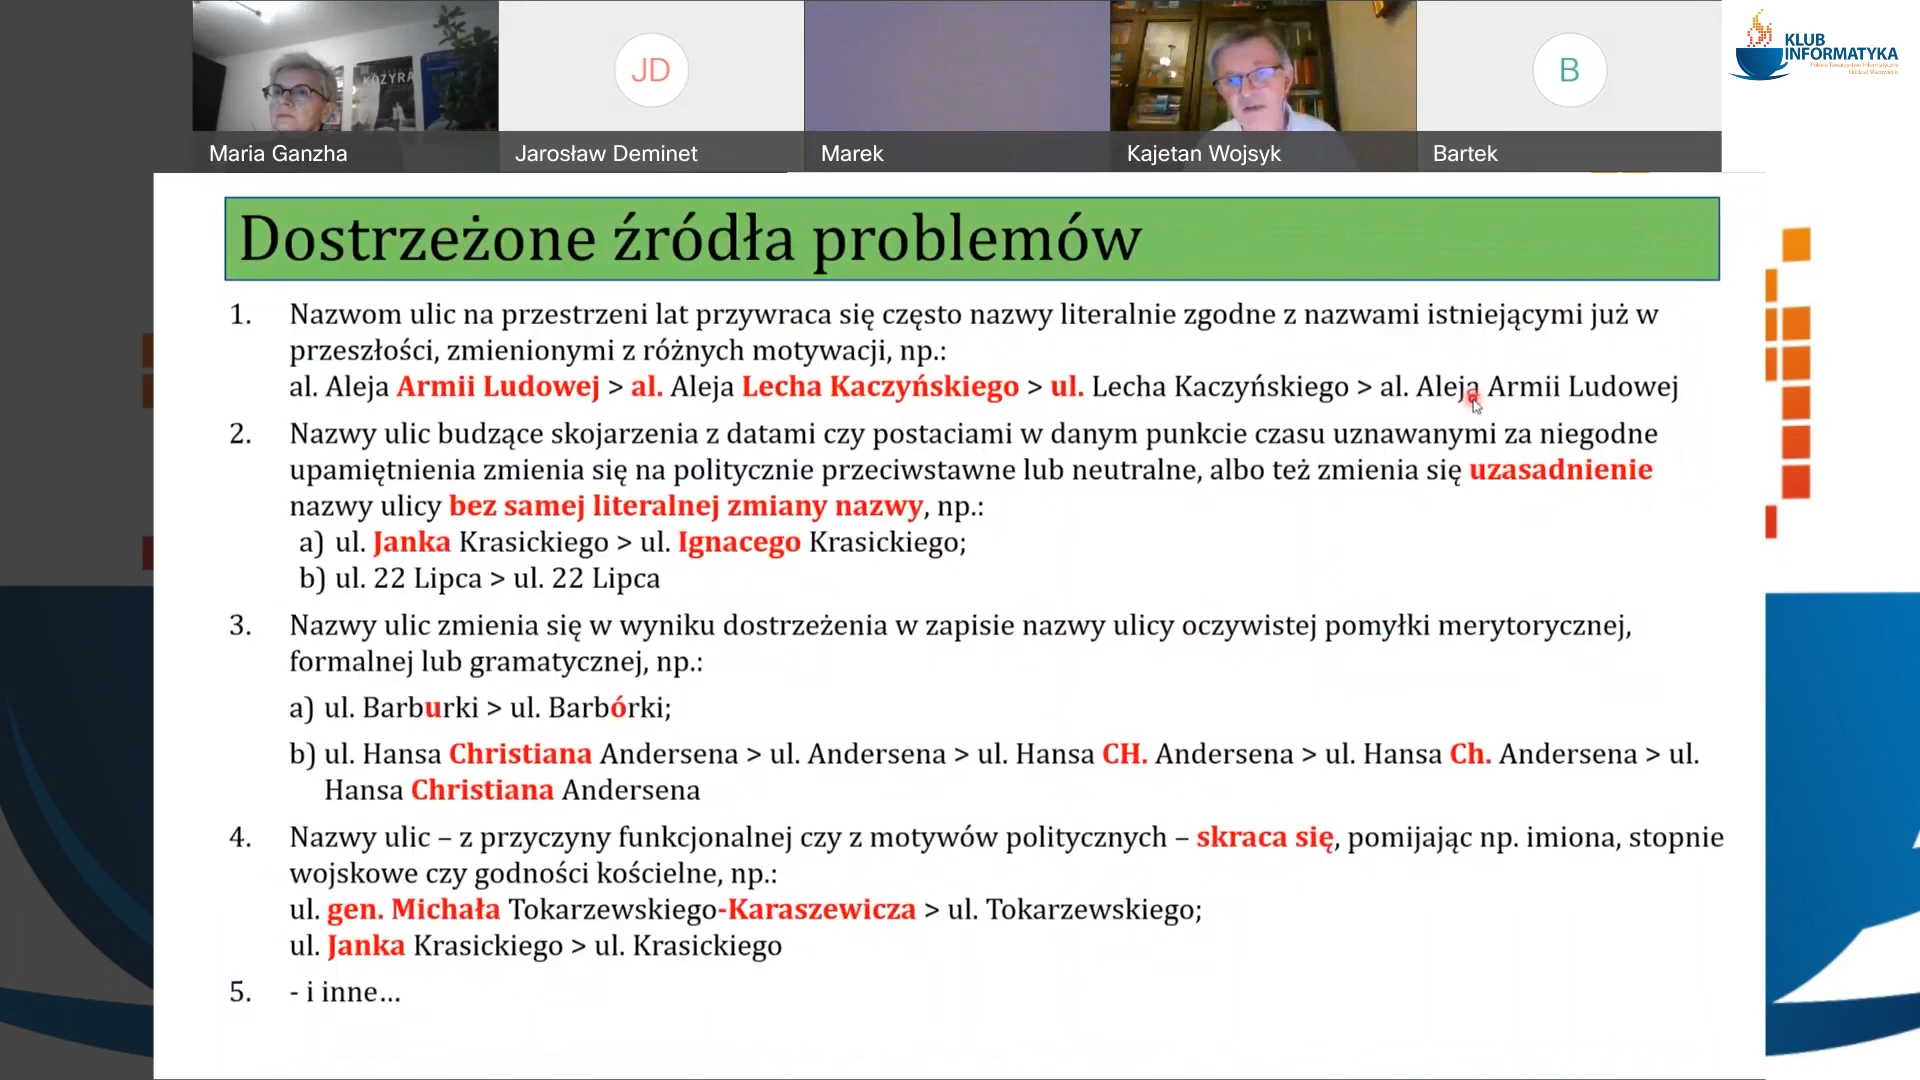 KOZYRA
JD
B
KLUB
INFORMATYKA
Polskie Towarzystwo Informatyczne
Oddział Mazowiecki
Maria Ganzha
Jarosław Deminet
Marek
Kajetan Wojsyk
Bartek
Dostrzeżone źródła problemów
1. Nazwom ulic na przestrzeni lat przywraca się często nazwy literalnie zgodne z nazwami istniejącymi już w
przeszłości, zmienionymi z różnych motywacji, np.:
al. Aleja Armii Ludowej > al. Aleja Lecha Kaczyńskiego > ul. Lecha Kaczyńskiego > al. Aleja Armii Ludowej
2. Nazwy ulic budzące skojarzenia z datami czy postaciami w danym punkcie czasu uznawanymi za niegodne
upamiętnienia zmienia się na politycznie przeciwstawne lub neutralne, albo też zmienia się uzasadnienie
nazwy ulicy bez samej literalnej zmiany nazwy, np.:
a) ul. Janka Krasickiego > ul. Ignacego Krasickiego;
b) ul. 22 Lipca > ul. 22 Lipca
3. Nazwy ulic zmienia się w wyniku dostrzeżenia w zapisie nazwy ulicy oczywistej pomyłki merytorycznej,
formalnej lub gramatycznej, np.:
a) ul. Barburki > ul. Barbórki;
b) ul. Hansa Christiana Andersena > ul. Andersena > ul. Hansa CH. Andersena > ul. Hansa Ch. Andersena > ul.
Hansa Christiana Andersena
4. Nazwy ulic – z przyczyny funkcjonalnej czy z motywów politycznych – skraca się, pomijając np. imiona, stopnie
wojskowe czy godności kościelne, np.:
ul. gen. Michała Tokarzewskiego-Karaszewicza > ul. Tokarzewskiego;
ul. Janka Krasickiego > ul. Krasickiego
5. - i inne...